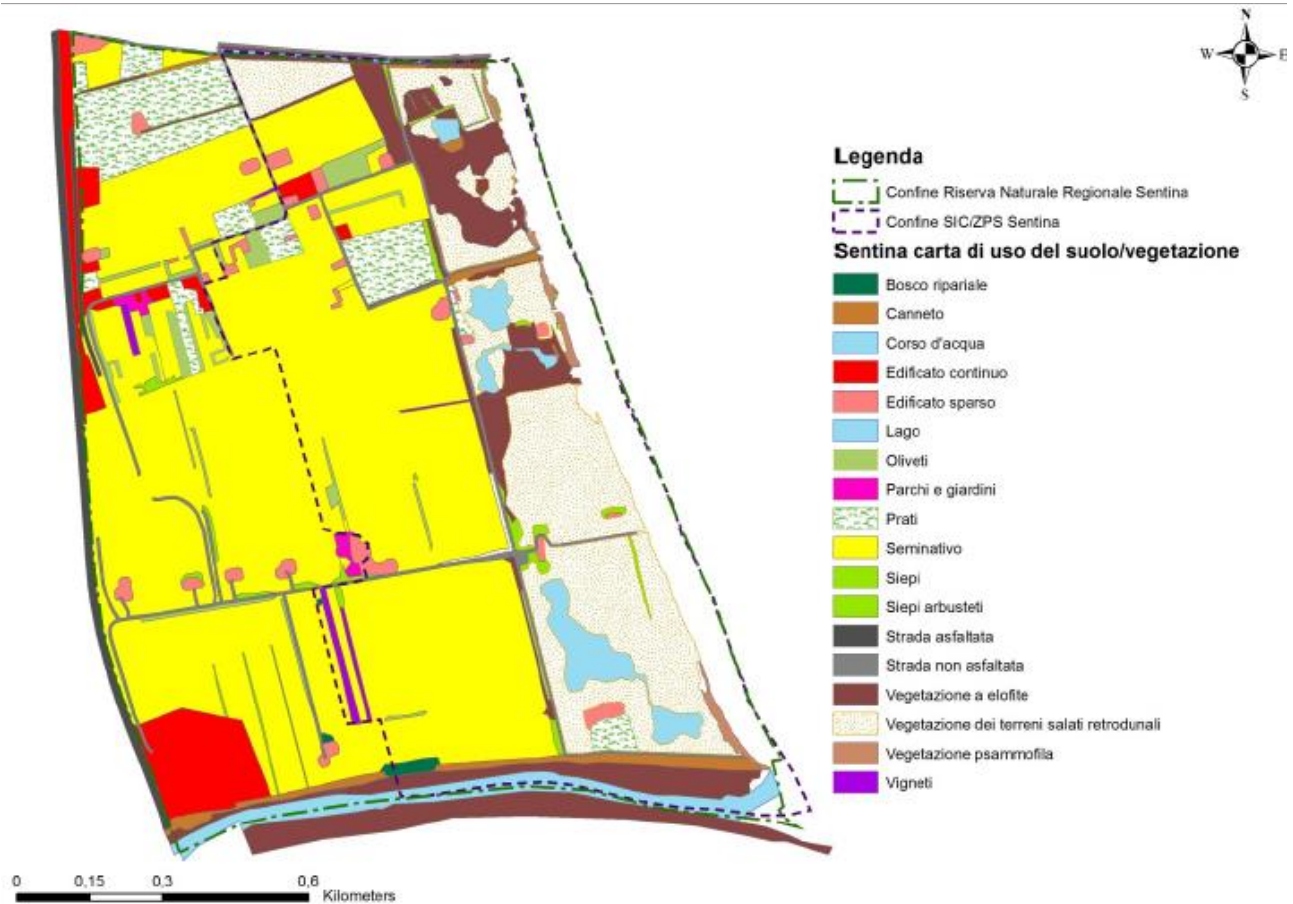 N
W E
S
Legenda
Confine Riserva Naturale Regionale Sentina
Confine SIC/ZPS Sentina
Sentina carta di uso del suolo/vegetazione
Bosco ripariale
Canneto
Corso d'acqua
Edificato continuo
Edificato sparso
Lago
Oliveti
Parchi e giardini
Prati
Seminativo
Siepi
Siepi arbusteti
Strada asfaltata
Strada non asfaltata
Vegetazione a elofite
Vegetazione dei terreni salati retrodunali
Vegetazione psammofila
Vigneti
0 0,15 0,3 0,6
Kilometers